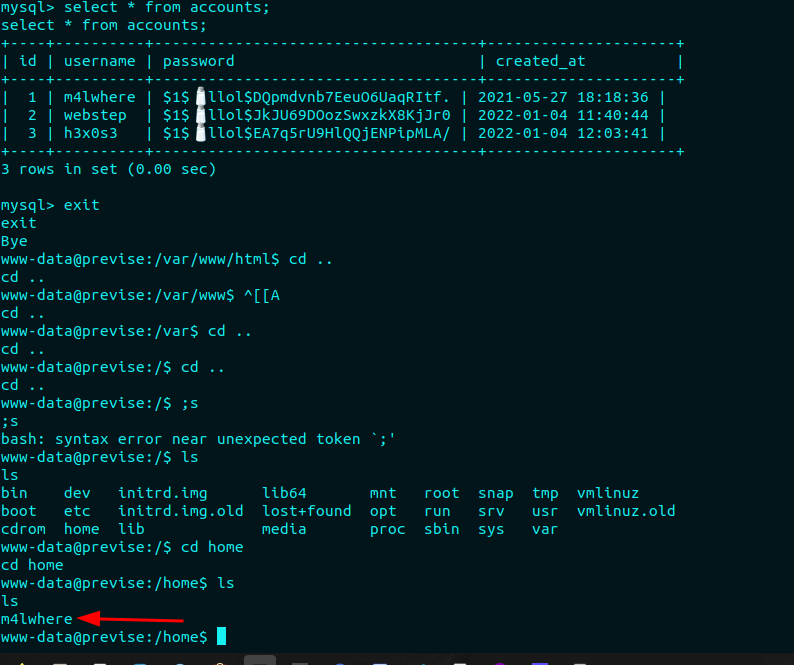 mysql> select * from accounts;
select * from accounts;
+----+----------+------------------------------------+---------------------+
| id | username | password                           | created_at          |
+----+----------+------------------------------------+---------------------+
|  1 | m4lwhere | $1$🧂llol$DQpmdvnb7EeuO6UaqRItf. | 2021-05-27 18:18:36 |
|  2 | webstep  | $1$🧂llol$JkJU69DOozSwxzkX8KjJr0 | 2022-01-04 11:40:44 |
|  3 | h3x0s3   | $1$🧂llol$EA7q5rU9HlQQjENPipMLA/ | 2022-01-04 12:03:41 |
+----+----------+------------------------------------+---------------------+
3 rows in set (0.00 sec)
mysql> exit
exit
Bye
www-data@previse:/var/www/html$ cd ..
cd ..
www-data@previse:/var/www$ ^[[A
cd ..
www-data@previse:/var$ cd ..
cd ..
www-data@previse:/$ cd ..
cd ..
www-data@previse:/$ ;s
;s
bash: syntax error near unexpected token `;'
www-data@previse:/$ ls
ls
bin    dev   initrd.img      lib64       mnt   root  snap  tmp  vmlinuz
boot   etc   initrd.img.old  lost+found  opt   run   srv   usr  vmlinuz.old
cdrom  home  lib             media       proc  sbin  sys   var
www-data@previse:/$ cd home
cd home
www-data@previse:/home$ ls
ls
m4lwhere
www-data@previse:/home$